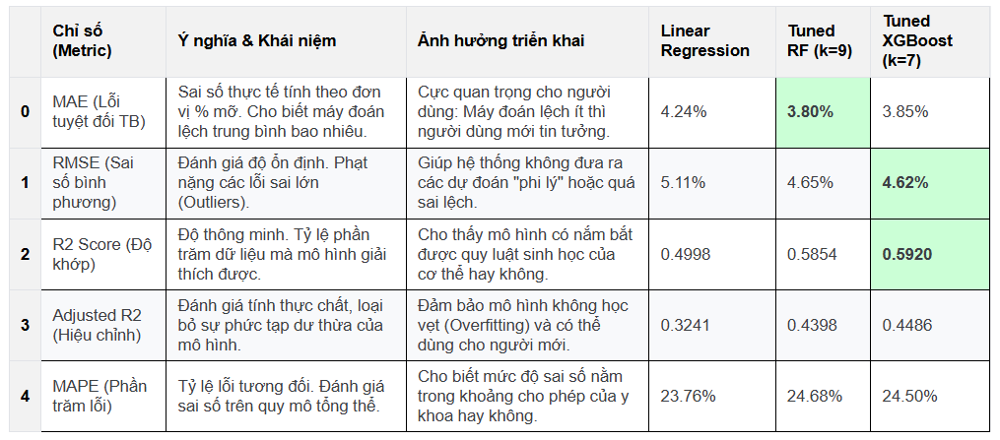 Chỉ số (Metric) Ý nghĩa & Khái niệm Ảnh hưởng triển khai Linear Regression Tuned RF (k=9) Tuned XGBoost (k=7)
0 MAE (Lỗi tuyệt đối TB) Sai số thực tế tính theo đơn vị % mỡ. Cho biết máy đoán lệch trung bình bao nhiêu. Cực quan trọng cho người dùng: Máy đoán lệch ít thì người dùng mới tin tưởng. 4.24% 3.80% 3.85%
1 RMSE (Sai số bình phương) Đánh giá độ ổn định. Phạt nặng các lỗi sai lớn (Outliers). Giúp hệ thống không đưa ra các dự đoán "phi lý" hoặc quá sai lệch. 5.11% 4.65% 4.62%
2 R2 Score (Độ khớp) Độ thông minh. Tỷ lệ phần trăm dữ liệu mà mô hình giải thích được. Cho thấy mô hình có nắm bắt được quy luật sinh học của cơ thể hay không. 0.4998 0.5854 0.5920
3 Adjusted R2 (Hiệu chỉnh) Đánh giá tính thực chất, loại bỏ sự phức tạp dư thừa của mô hình. Đảm bảo mô hình không học vẹt (Overfitting) và có thể dùng cho người mới. 0.3241 0.4398 0.4486
4 MAPE (Phần trăm lỗi) Tỷ lệ lỗi tương đối. Đánh giá sai số trên quy mô tổng thể. Cho biết mức độ sai số nằm trong khoảng cho phép của y khoa hay không. 23.76% 24.68% 24.50%